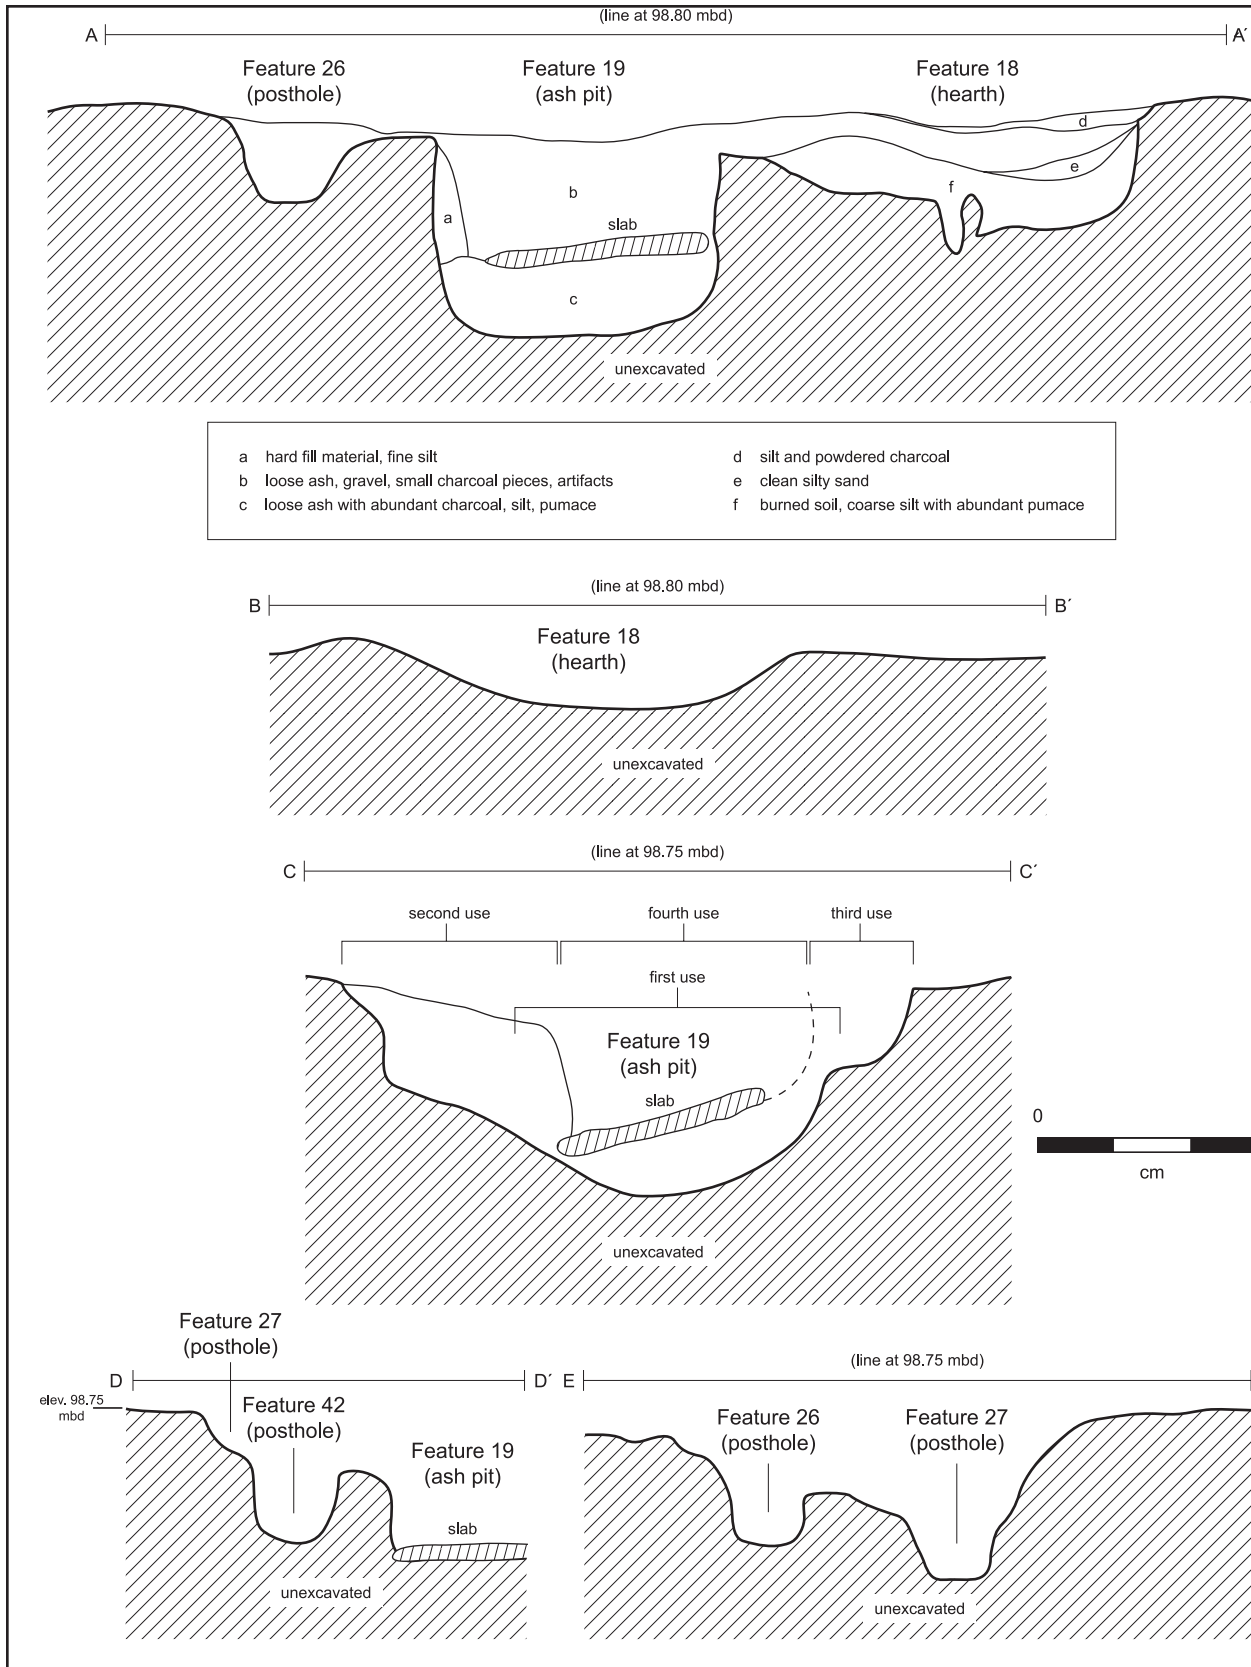 (line at 98.80 mbd)
A A´
Feature 26
(posthole)
Feature 19
(ash pit)
Feature 18
(hearth)
d
e
b
f
a
slab
c
unexcavated
a hard fill material, fine silt
b loose ash, gravel, small charcoal pieces, artifacts
c loose ash with abundant charcoal, silt, pumace
d silt and powdered charcoal
e clean silty sand
f burned soil, coarse silt with abundant pumace
(line at 98.80 mbd)
B B´
Feature 18
(hearth)
unexcavated
(line at 98.75 mbd)
C C´
second use
fourth use
third use
first use
Feature 19
(ash pit)
slab
unexcavated
0
cm
Feature 27
(posthole)
D D´
elev. 98.75
mbd
Feature 42
(posthole)
Feature 19
(ash pit)
slab
unexcavated
(line at 98.75 mbd)
E
Feature 26
(posthole)
Feature 27
(posthole)
unexcavated